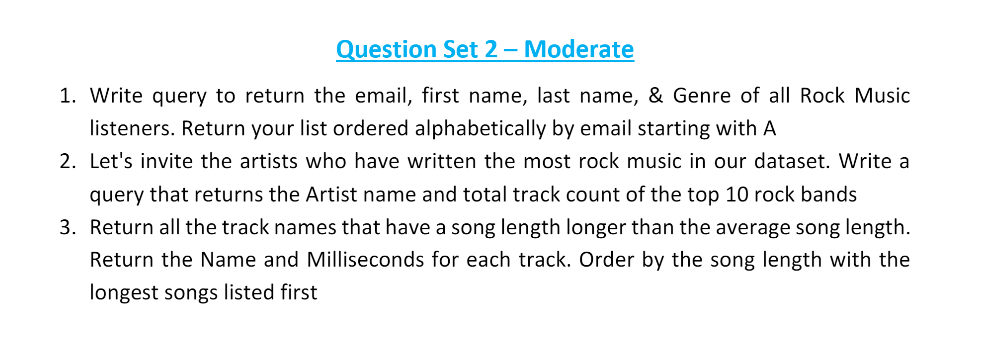 Question Set 2 – Moderate
1. Write query to return the email, first name, last name, & Genre of all Rock Music
listeners. Return your list ordered alphabetically by email starting with A
2. Let's invite the artists who have written the most rock music in our dataset. Write a
query that returns the Artist name and total track count of the top 10 rock bands
3. Return all the track names that have a song length longer than the average song length.
Return the Name and Milliseconds for each track. Order by the song length with the
longest songs listed first